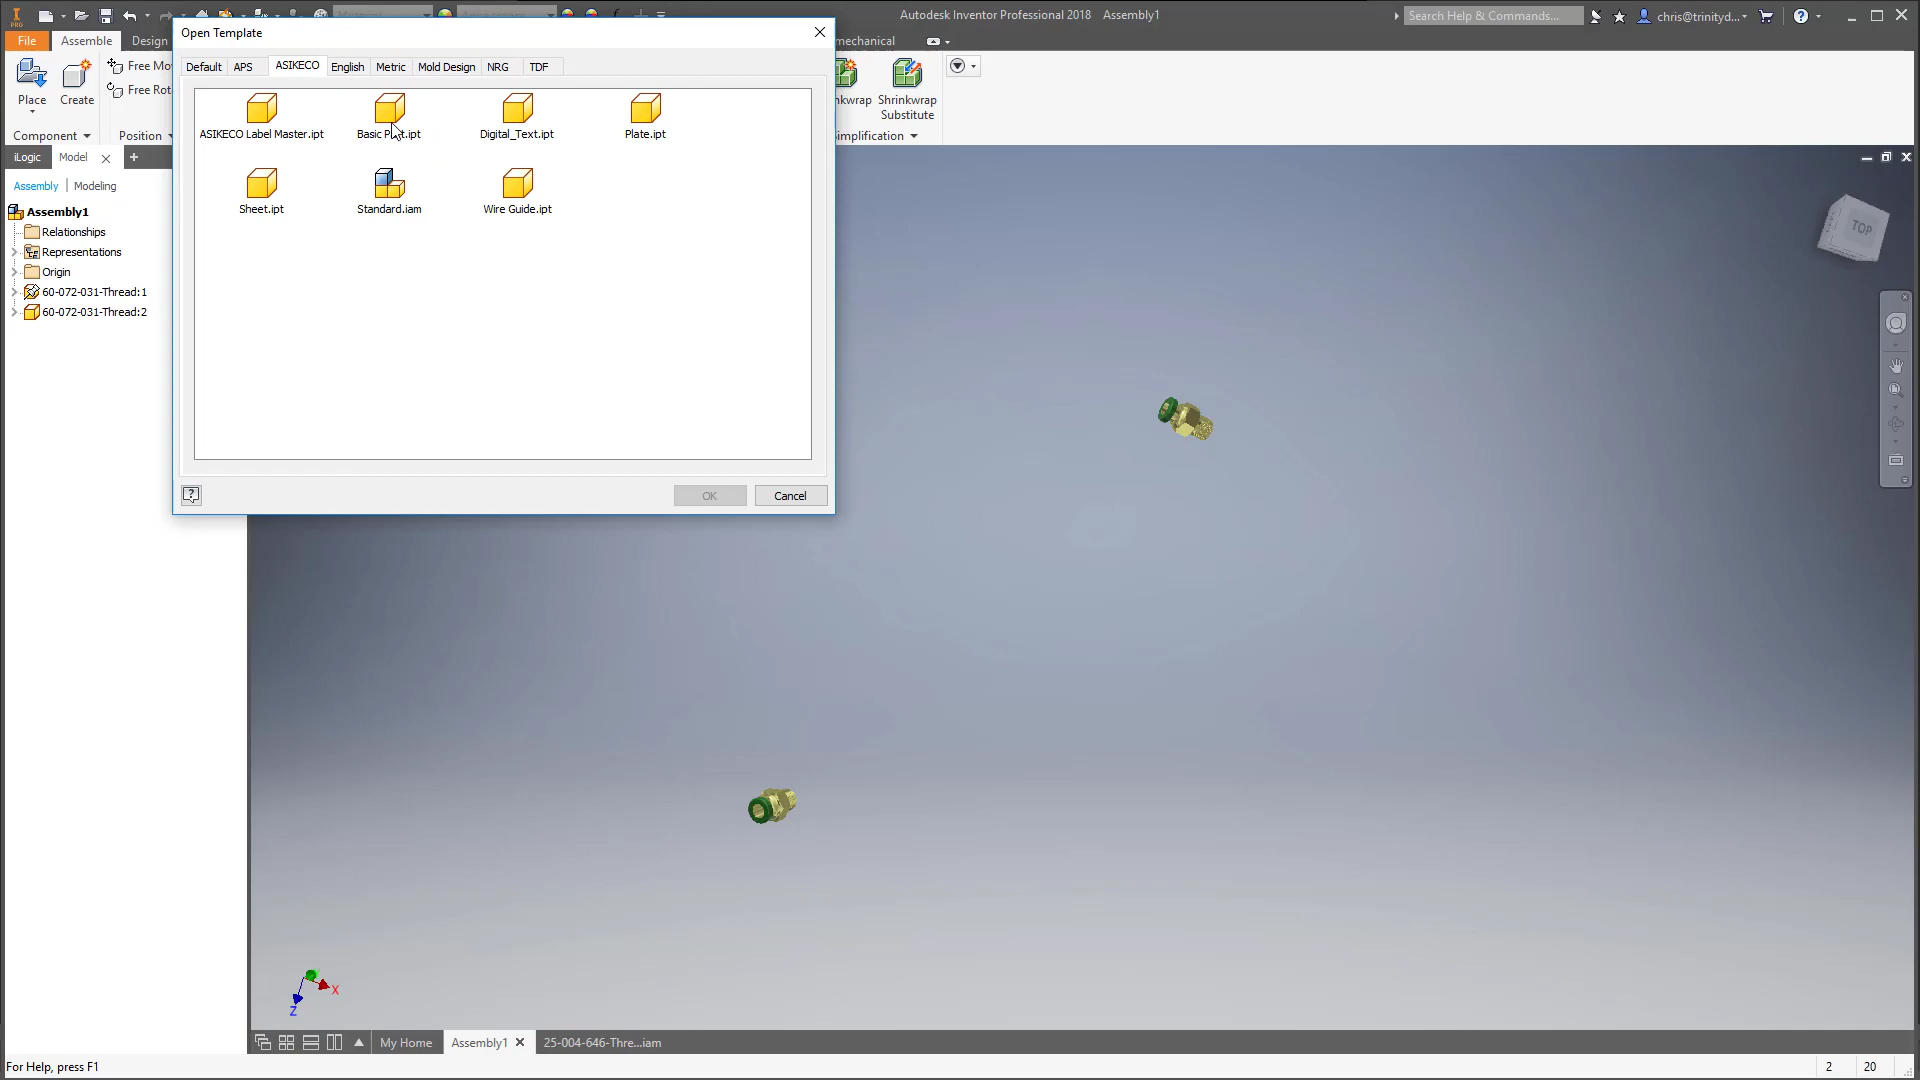 PRO
Autodesk Inventor Professional 2018 Assembly1
Search Help & Commands...
chris@trinityd...
Open Template
File Assemble Design
mechanical
Place
Create
Free Mo
Free Rot
Component
Position
Shrinkwrap
Substitute
Default APS ASIKECO English Metric Mold Design NRG TDF
ASIKECO Label Master.ipt
Digital_Text.ipt
Plate.ipt
Sheet.ipt
Standard.iam
Wire Guide.ipt
OK
Cancel
iLogic Model
Assembly Modeling
Assembly1
Relationships
Representations
Origin
60-072-031-Thread:1
60-072-031-Thread:2
TOP
X
Z
My Home
Assembly1
25-004-646-Thre...iam
For Help, press F1
2 20